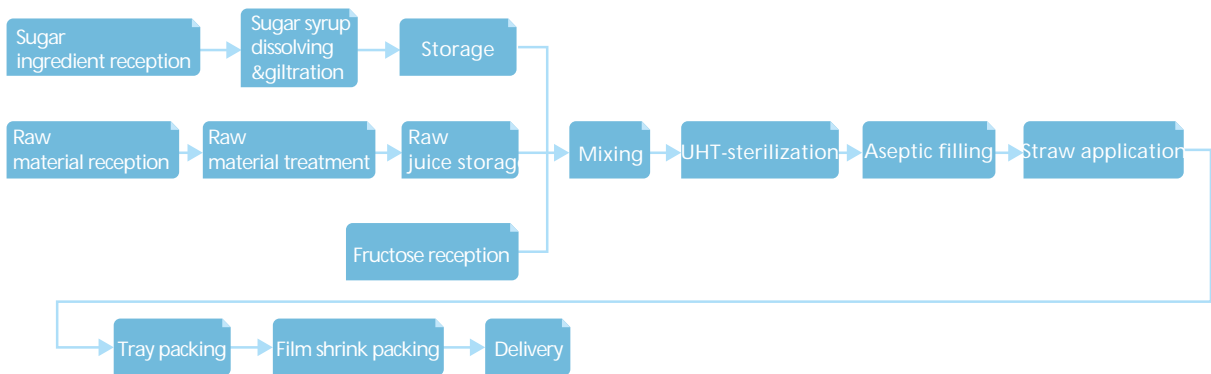 Sugar
ingredient reception
Sugar syrup
dissolving
&giltration
Storage
Raw
material reception
Raw
material treatment
Raw
juice storage
Mixing
UHT-sterilization
Aseptic filling
Straw application
Fructose reception
Tray packing
Film shrink packing
Delivery